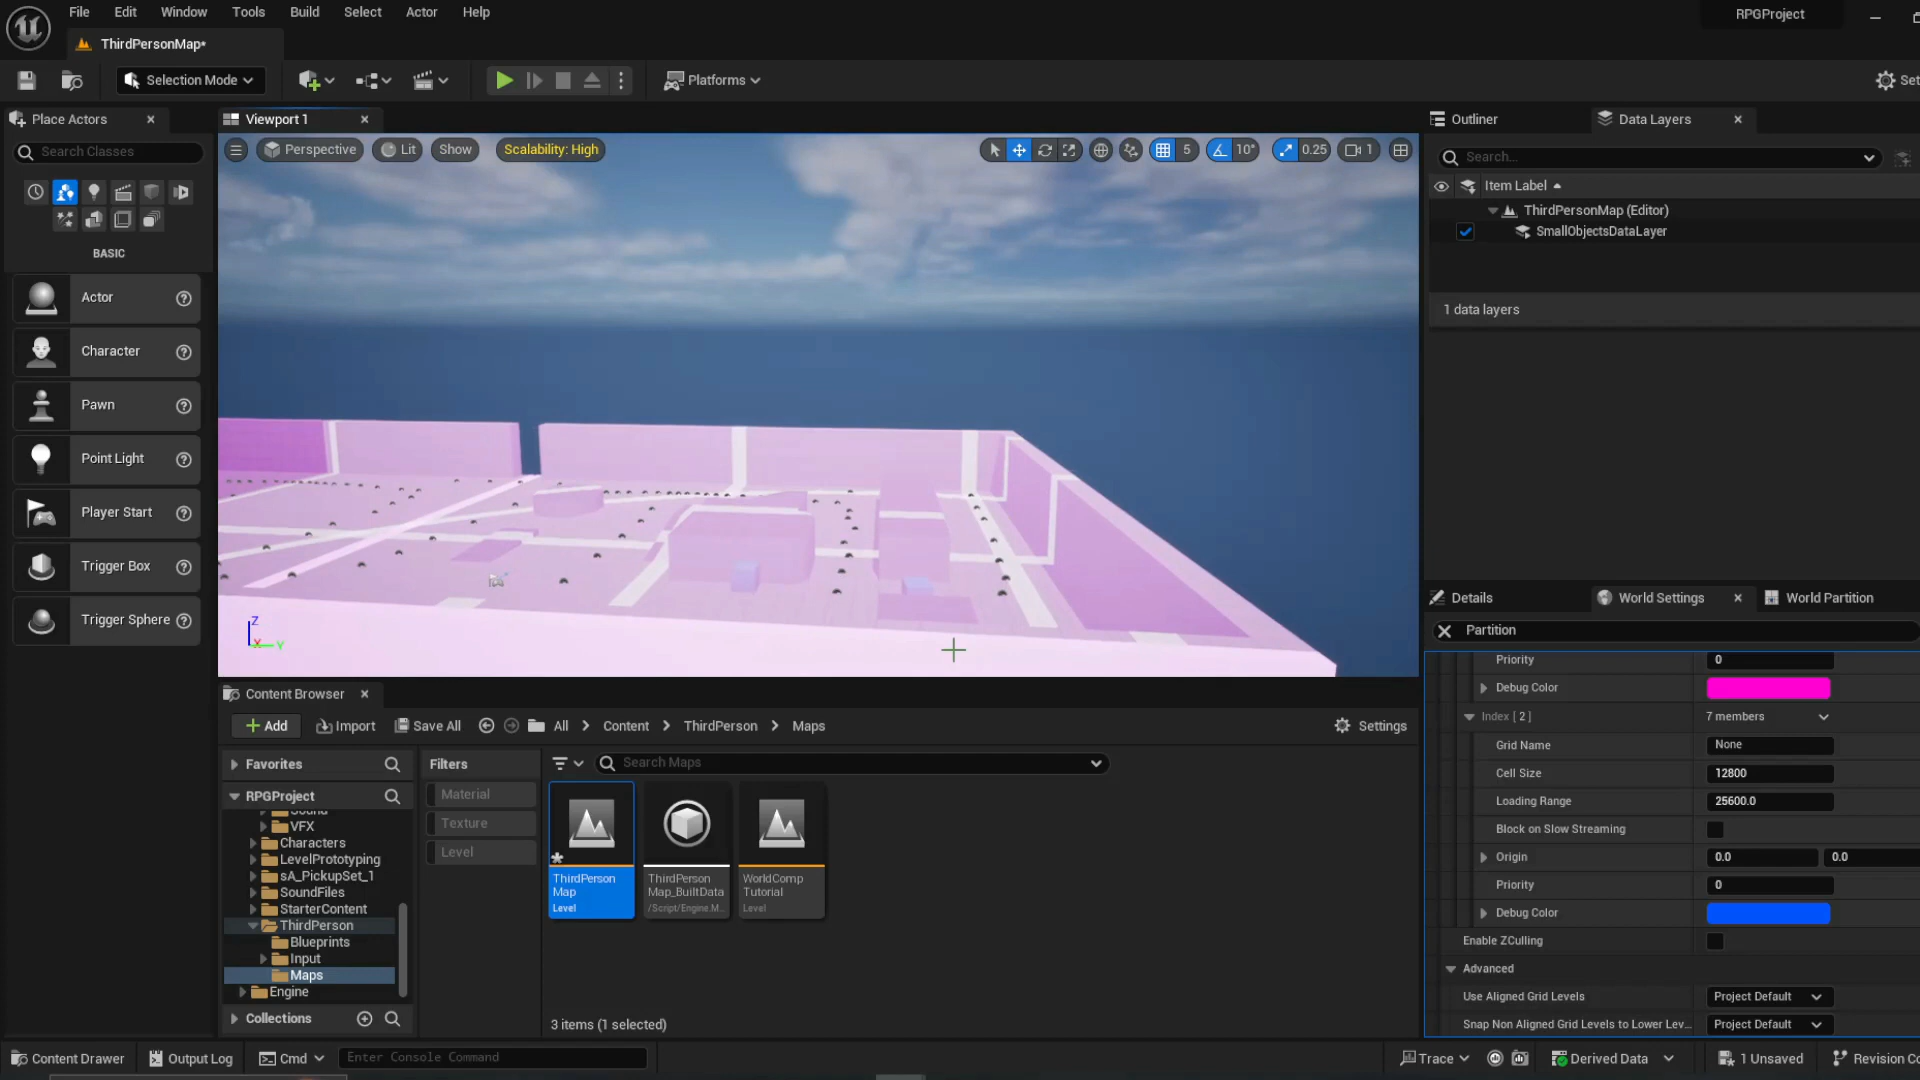 File Edit Window Tools Build Select Actor Help
RPGProject
ThirdPersonMap*
Selection Mode
Platforms
Set
Place Actors
Viewport 1
Outliner
Data Layers
Search Classes
Perspective
Lit
Show
Scalability: High
5
10°
0.25
1
Search...
Item Label
ThirdPersonMap (Editor)
SmallObjectsDataLayer
1 data layers
BASIC
Actor
Character
Pawn
Point Light
Player Start
Trigger Box
Trigger Sphere
Z
X
Y
Details
World Settings
World Partition
Partition
Priority 0
Debug Color
Index [ 2 ] 7 members
Grid Name None
Cell Size 12800
Loading Range 25600.0
Block on Slow Streaming
Origin 0.0 0.0
Priority 0
Debug Color
Enable ZCulling
Advanced
Use Aligned Grid Levels Project Default
Snap Non Aligned Grid Levels to Lower Lev... Project Default
Content Browser
Add
Import
Save All
All
Content
ThirdPerson
Maps
Settings
Favorites
Filters
Search Maps
RPGProject
Material
Texture
Level
Sound
VFX
Characters
LevelPrototyping
sA_PickupSet_1
SoundFiles
StarterContent
ThirdPerson
Blueprints
Input
Maps
Engine
Collections
ThirdPerson
Map
Level
ThirdPerson
Map_BuiltData
/Script/Engine.M...
WorldComp
Tutorial
Level
3 items (1 selected)
Content Drawer
Output Log
Cmd
Enter Console Command
Trace
Derived Data
1 Unsaved
Revision Co